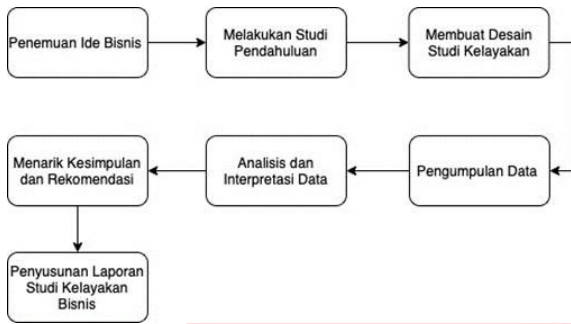 Penemuan Ide Bisnis
Melakukan Studi
Pendahuluan
Membuat Desain
Studi Kelayakan
Pengumpulan Data
Analisis dan
Interpretasi Data
Menarik Kesimpulan
dan Rekomendasi
Penyusunan Laporan
Studi Kelayakan
Bisnis